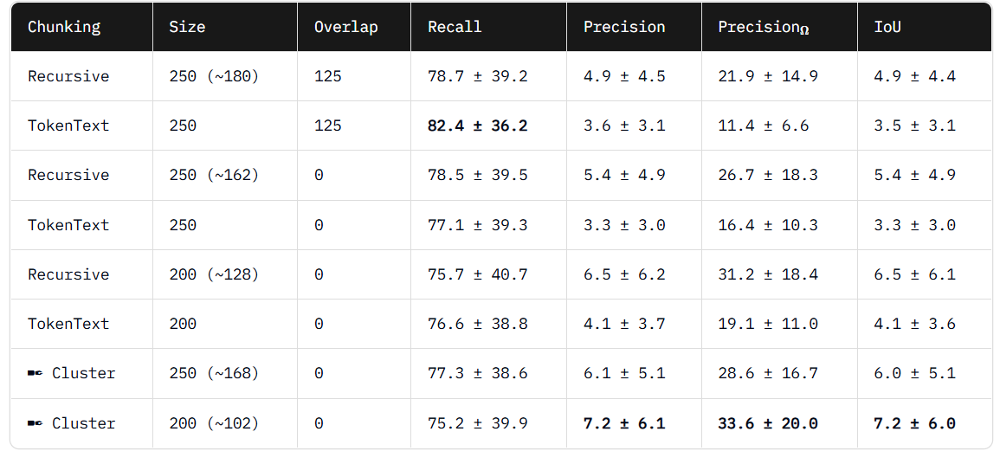 Chunking Size Overlap Recall Precision PrecisionΩ IoU
Recursive 250 (~180) 125 78.7 ± 39.2 4.9 ± 4.5 21.9 ± 14.9 4.9 ± 4.4
TokenText 250 125 82.4 ± 36.2 3.6 ± 3.1 11.4 ± 6.6 3.5 ± 3.1
Recursive 250 (~162) 0 78.5 ± 39.5 5.4 ± 4.9 26.7 ± 18.3 5.4 ± 4.9
TokenText 250 0 77.1 ± 39.3 3.3 ± 3.0 16.4 ± 10.3 3.3 ± 3.0
Recursive 200 (~128) 0 75.7 ± 40.7 6.5 ± 6.2 31.2 ± 18.4 6.5 ± 6.1
TokenText 200 0 76.6 ± 38.8 4.1 ± 3.7 19.1 ± 11.0 4.1 ± 3.6
Cluster 250 (~168) 0 77.3 ± 38.6 6.1 ± 5.1 28.6 ± 16.7 6.0 ± 5.1
Cluster 200 (~102) 0 75.2 ± 39.9 7.2 ± 6.1 33.6 ± 20.0 7.2 ± 6.0